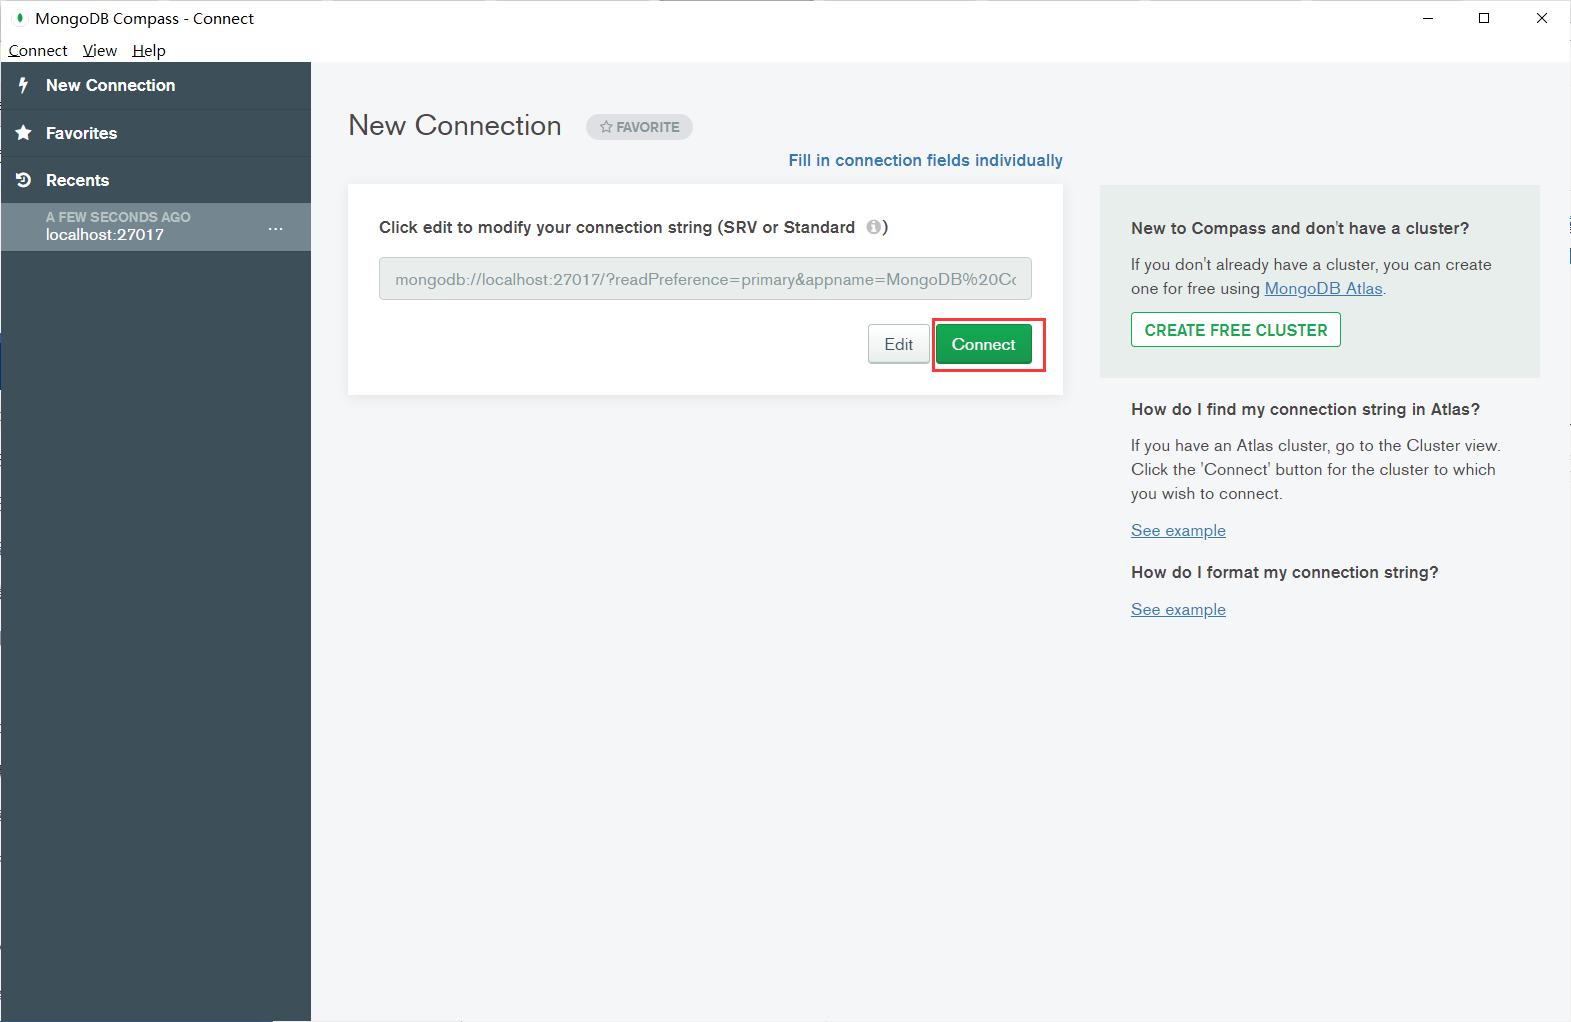 MongoDB Compass - Connect
Connect View Help
New Connection
Favorites
Recents
A FEW SECONDS AGO
localhost:27017
...
New Connection
FAVORITE
Fill in connection fields individually
Click edit to modify your connection string (SRV or Standard )
mongodb://localhost:27017/?readPreference=primary&appname=MongoDB%20Co
Edit
Connect
New to Compass and don't have a cluster?
If you don't already have a cluster, you can create
one for free using MongoDB Atlas.
CREATE FREE CLUSTER
How do I find my connection string in Atlas?
If you have an Atlas cluster, go to the Cluster view.
Click the 'Connect' button for the cluster to which
you wish to connect.
See example
How do I format my connection string?
See example